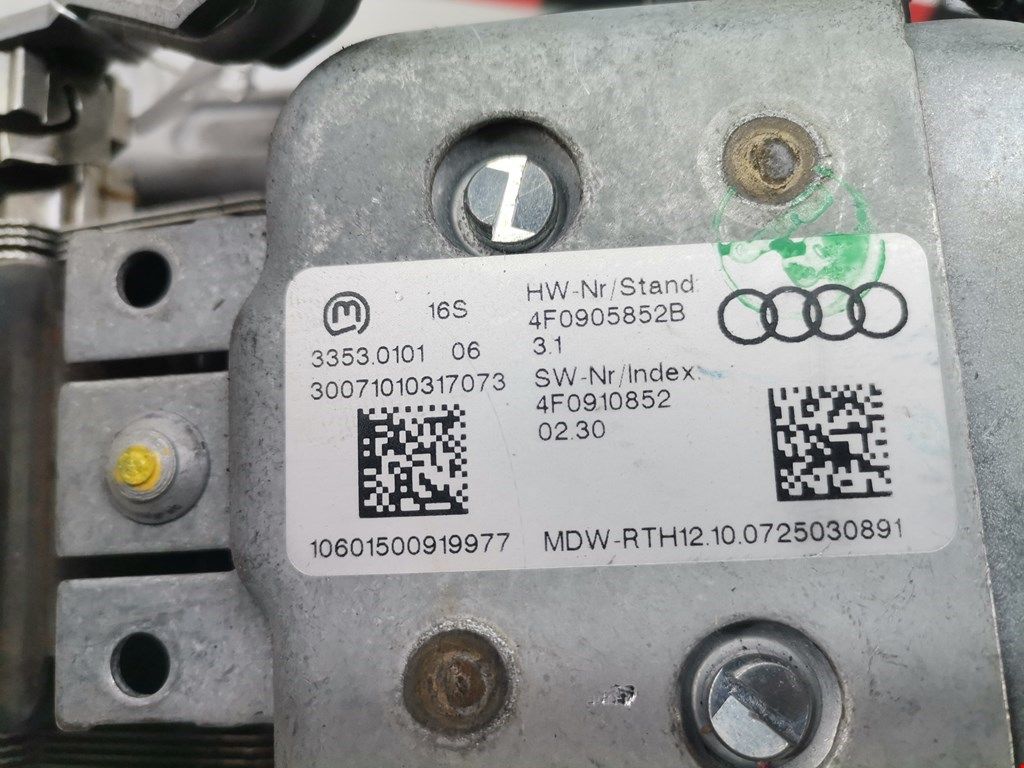 m 16S
3353.0101 06
30071010317073
HW-Nr/Stand:
4F0905852B
3.1
SW-Nr/Index:
4F0910852
02.30
10601500919977
MDW-RTH12.10.0725030891